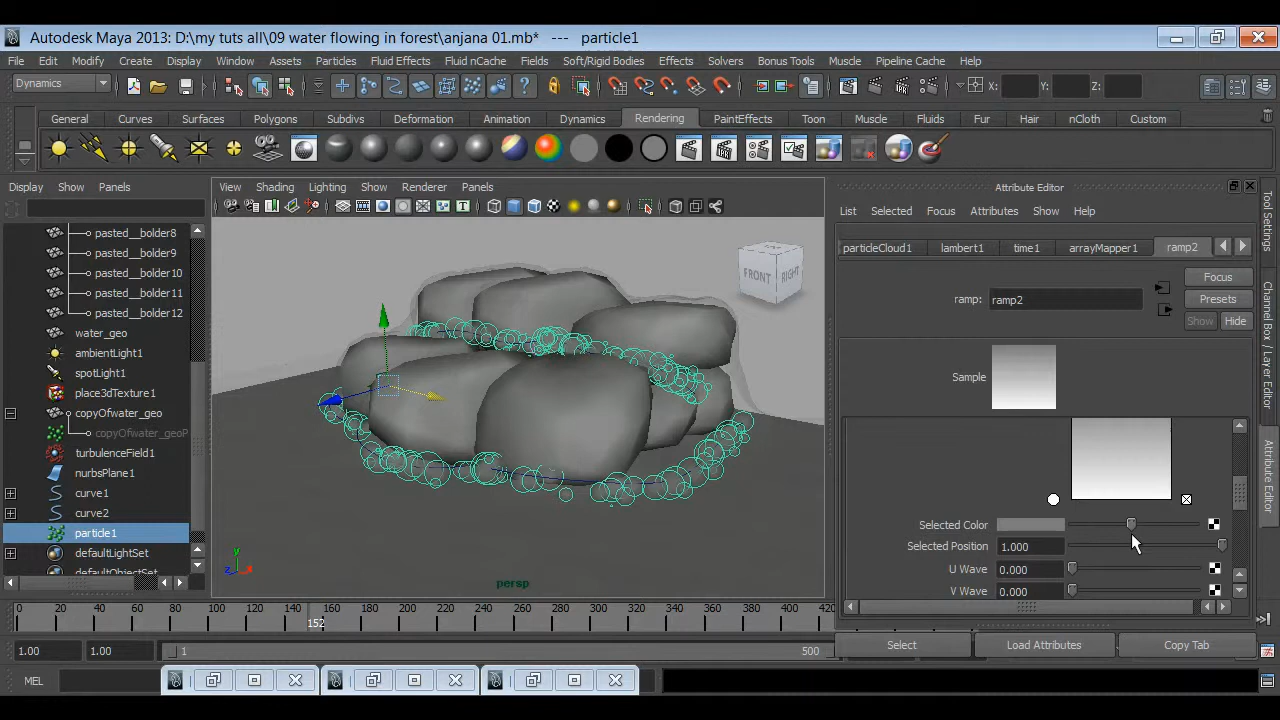 Autodesk Maya 2013: D:\my tuts all\09 water flowing in forest\anjana 01.mb* --- particle1
File Edit Modify Create Display Window Assets Particles Fluid Effects Fluid nCache Fields Soft/Rigid Bodies Effects Solvers Bonus Tools Muscle Pipeline Cache Help
Dynamics X: Y: Z:
General Curves Surfaces Polygons Subdivs Deformation Animation Dynamics Rendering PaintEffects Toon Muscle Fluids Fur Hair nCloth Custom
Display Show Panels
View Shading Lighting Show Renderer Panels
Attribute Editor
List Selected Focus Attributes Show Help
particleCloud1 lambert1 time1 arrayMapper1 ramp2
ramp: ramp2
Focus
Presets
Show Hide
Sample
Selected Color
Selected Position 1.000
U Wave 0.000
V Wave 0.000
Select Load Attributes Copy Tab
Tool Settings
Channel Box / Layer Editor
Attribute Editor
pasted__bolder8
pasted__bolder9
pasted__bolder10
pasted__bolder11
pasted__bolder12
water_geo
ambientLight1
spotLight1
place3dTexture1
copyOfwater_geo
copyOfwater_geoP
turbulenceField1
nurbsPlane1
curve1
curve2
particle1
defaultLightSet
defaultObjectSet
FRONT RIGHT
y
z x
persp
0 20 40 60 80 100 120 140 160 180 200 220 240 260 280 300 320 340 360 380 400 420
152
1.00 1.00 1 500
MEL